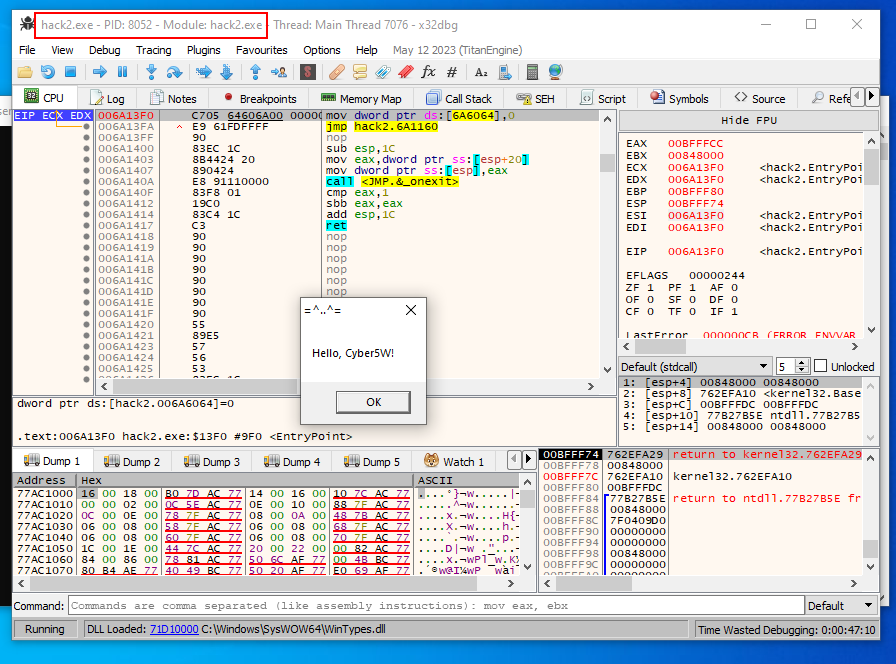 hack2.exe - PID: 8052 - Module: hack2.exe - Thread: Main Thread 7076 - x32dbg
File View Debug Tracing Plugins Favourites Options Help May 12 2023 (TitanEngine)
CPU Log Notes Breakpoints Memory Map Call Stack SEH Script Symbols Source Refe
EIP ECX EDX 006A13F0 C705 64606A00 00000 mov dword ptr ds:[6A6064],0
006A13FA E9 61FDFFFF jmp hack2.6A1160
006A13FF 90 nop
006A1400 83EC 1C sub esp,1C
006A1403 8B4424 20 mov eax,dword ptr ss:[esp+20]
006A1407 890424 mov dword ptr ss:[esp],eax
006A140A E8 91110000 call <JMP.&_onexit>
006A140F 83F8 01 cmp eax,1
006A1412 19C0 sbb eax,eax
006A1414 83C4 1C add esp,1C
006A1417 C3 ret
006A1418 90 nop
006A1419 90 nop
006A141A 90 nop
006A141B 90 nop
006A141C 90 nop
006A141D 90 nop
006A141E 90
006A141F 90
006A1420 55
006A1421 89E5
006A1423 57
006A1424 56
006A1425 53
Hide FPU
EAX 00BFFFCC
EBX 00848000
ECX 006A13F0 <hack2.EntryPoi
EDX 006A13F0 <hack2.EntryPoi
EBP 00BFFF80
ESP 00BFFF74
ESI 006A13F0 <hack2.EntryPoi
EDI 006A13F0 <hack2.EntryPoi
EIP 006A13F0 <hack2.EntryPoi
EFLAGS 00000244
ZF 1 PF 1 AF 0
OF 0 SF 0 DF 0
CF 0 TF 0 IF 1
LastError 000000CB (ERROR_ENVVAR
=^..^=
Hello, Cyber5W!
OK
Default (stdcall) 5 Unlocked
1: [esp+4] 00848000 00848000
2: [esp+8] 762EFA10 <kernel32.Base
3: [esp+C] 00BFFFDC 00BFFFDC
4: [esp+10] 77B27B5E ntdll.77B27B5
5: [esp+14] 00848000 00848000
dword ptr ds:[hack2.006A6064]=0
.text:006A13F0 hack2.exe:$13F0 #9F0 <EntryPoint>
Dump 1 Dump 2 Dump 3 Dump 4 Dump 5 Watch 1
Address Hex ASCII
77AC1000 16 00 18 00 B0 7D AC 77 14 00 16 00 10 7C AC 77
77AC1010 00 00 02 00 0C 5E AC 77 0E 00 10 00 88 7F AC 77
77AC1020 0C 00 0E 00 78 7F AC 77 08 00 0A 00 48 7B AC 77
77AC1030 06 00 08 00 58 7F AC 77 06 00 08 00 68 7F AC 77
77AC1040 06 00 08 00 60 7F AC 77 06 00 08 00 70 7F AC 77
77AC1050 1C 00 1E 00 44 7C AC 77 20 00 22 00 00 82 AC 77
77AC1060 84 00 86 00 78 81 AC 77 50 6C AF 77 00 4B BC 77
77AC1070 80 B4 AE 77 40 49 BC 77 50 20 AF 77 E0 69 AF 77
00BFFF74 762EFA29 return to kernel32.762EFA29
00BFFF78 00848000
00BFFF7C 762EFA10 kernel32.762EFA10
00BFFF80 00BFFFDC
00BFFF84 77B27B5E return to ntdll.77B27B5E fr
00BFFF88 00848000
00BFFF8C 7F0409D0
00BFFF90 00000000
00BFFF94 00000000
00BFFF98 00848000
00BFFF9C 00000000
Command: Commands are comma separated (like assembly instructions): mov eax, ebx Default
Running DLL Loaded: 71D10000 C:\Windows\SysWOW64\WinTypes.dll Time Wasted Debugging: 0:00:47:10